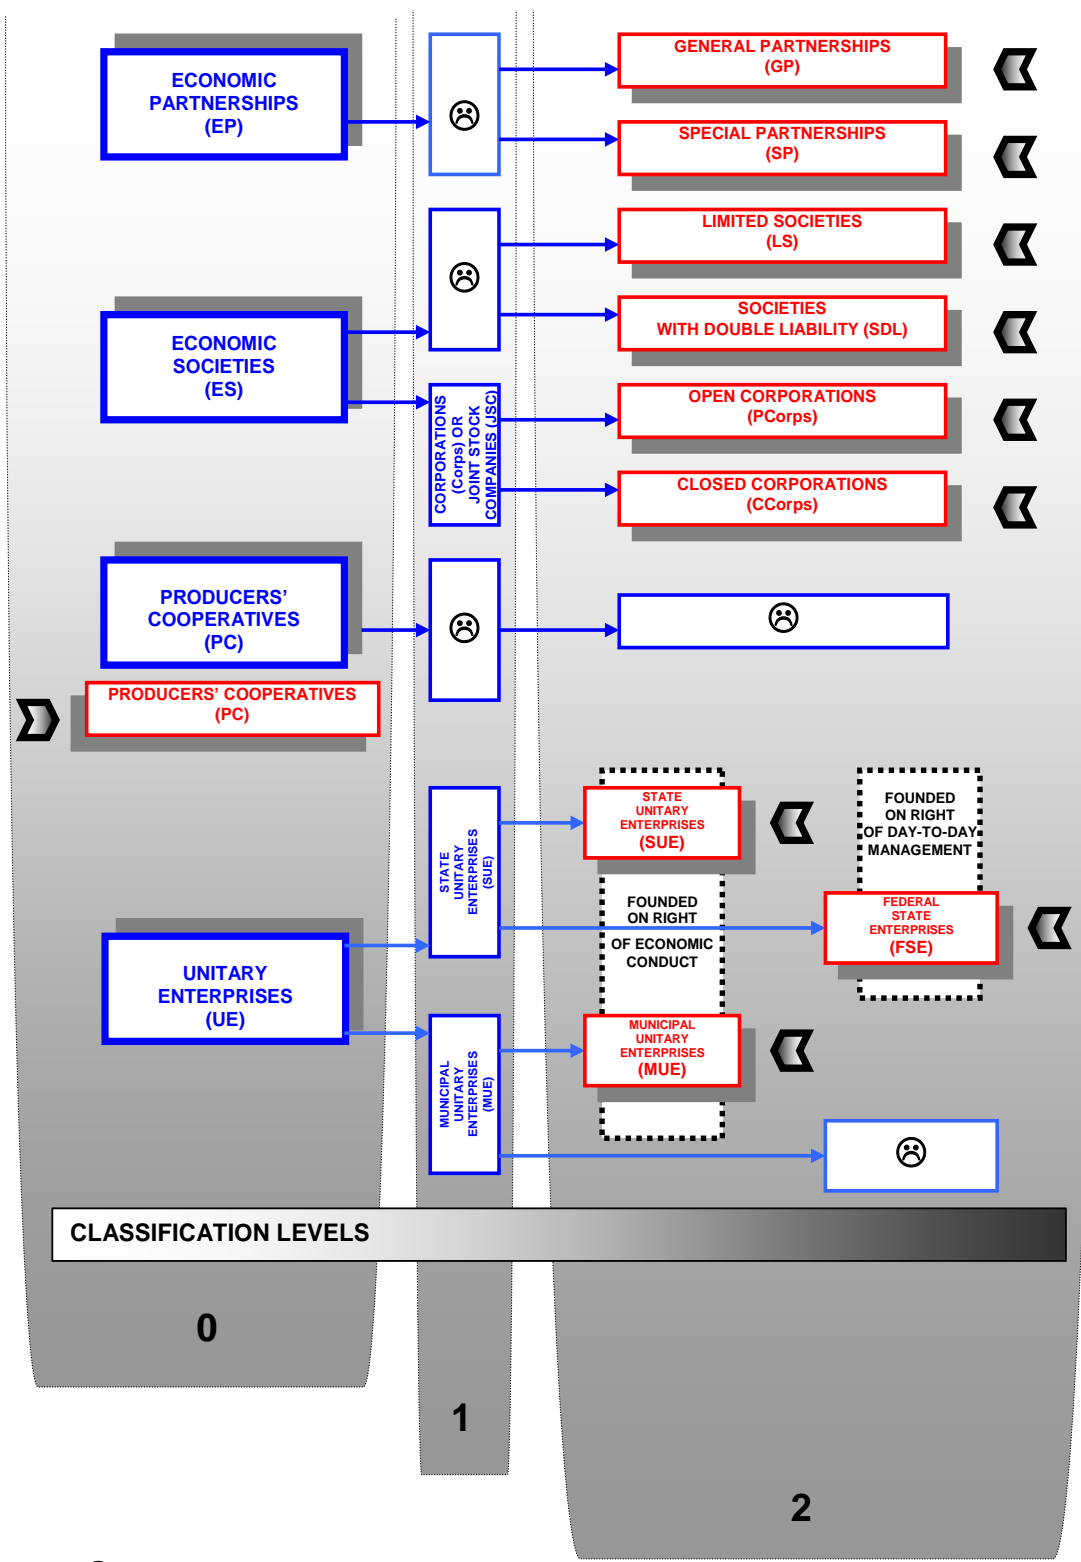 ECONOMIC
PARTNERSHIPS
(EP)
GENERAL PARTNERSHIPS
(GP)
SPECIAL PARTNERSHIPS
(SP)
LIMITED SOCIETIES
(LS)
SOCIETIES
WITH DOUBLE LIABILITY (SDL)
ECONOMIC
SOCIETIES
(ES)
CORPORATIONS
(Corps) OR
JOINT STOCK
COMPANIES (JSC)
OPEN CORPORATIONS
(PCorps)
CLOSED CORPORATIONS
(CCorps)
PRODUCERS’
COOPERATIVES
(PC)
PRODUCERS’ COOPERATIVES
(PC)
STATE
UNITARY
ENTERPRISES
(SUE)
STATE
UNITARY
ENTERPRISES
(SUE)
FOUNDED
ON RIGHT
OF DAY-TO-DAY
MANAGEMENT
FOUNDED
ON RIGHT
OF ECONOMIC
CONDUCT
FEDERAL
STATE
ENTERPRISES
(FSE)
UNITARY
ENTERPRISES
(UE)
MUNICIPAL
UNITARY
ENTERPRISES
(MUE)
MUNICIPAL
UNITARY
ENTERPRISES
(MUE)
CLASSIFICATION LEVELS
0
1
2